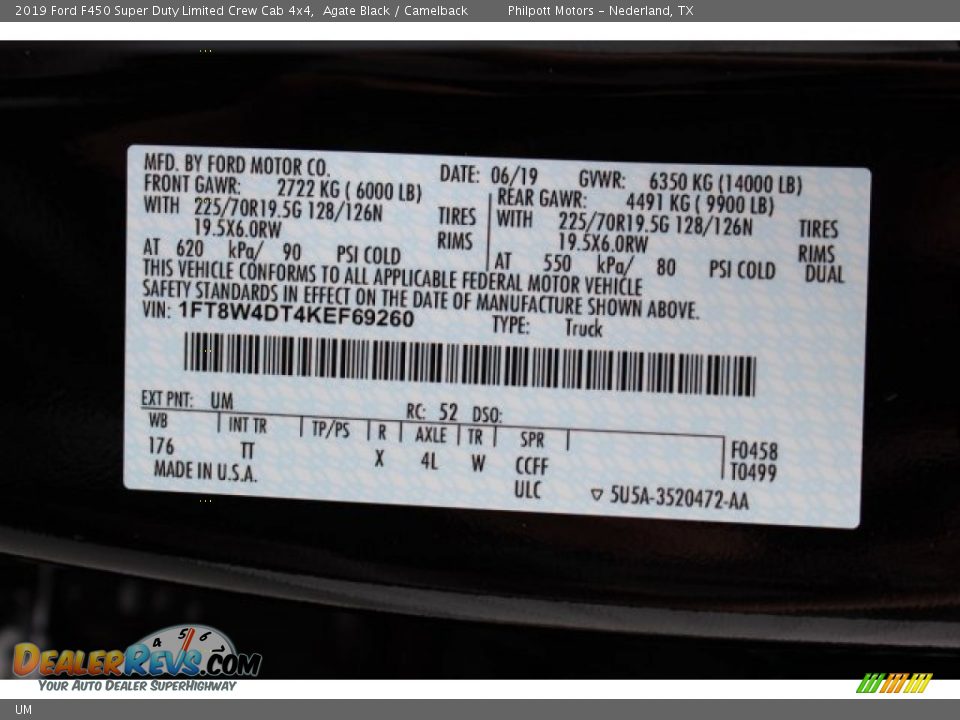 2019 Ford F450 Super Duty Limited Crew Cab 4x4, Agate Black / Camelback Philpott Motors - Nederland, TX
MFD. BY FORD MOTOR CO. DATE: 06/19 GVWR: 6350 KG (14000 LB)
FRONT GAWR: 2722 KG ( 6000 LB) REAR GAWR: 4491 KG ( 9900 LB)
WITH 225/70R19.5G 128/126N TIRES WITH 225/70R19.5G 128/126N TIRES
19.5X6.0RW RIMS 19.5X6.0RW RIMS
AT 620 kPa/ 90 PSI COLD AT 550 kPa/ 80 PSI COLD DUAL
THIS VEHICLE CONFORMS TO ALL APPLICABLE FEDERAL MOTOR VEHICLE
SAFETY STANDARDS IN EFFECT ON THE DATE OF MANUFACTURE SHOWN ABOVE.
VIN: 1FT8W4DT4KEF69260 TYPE: Truck
EXT PNT: UM RC: 52 DSO:
WB INT TR TP/PS R AXLE TR SPR F0458
176 TT X 4L W CCFF T0499
MADE IN U.S.A. ULC ▽ 5U5A-3520472-AA
4 5 6
DEALERREVS.COM
YOUR AUTO DEALER SUPERHIGHWAY
UM